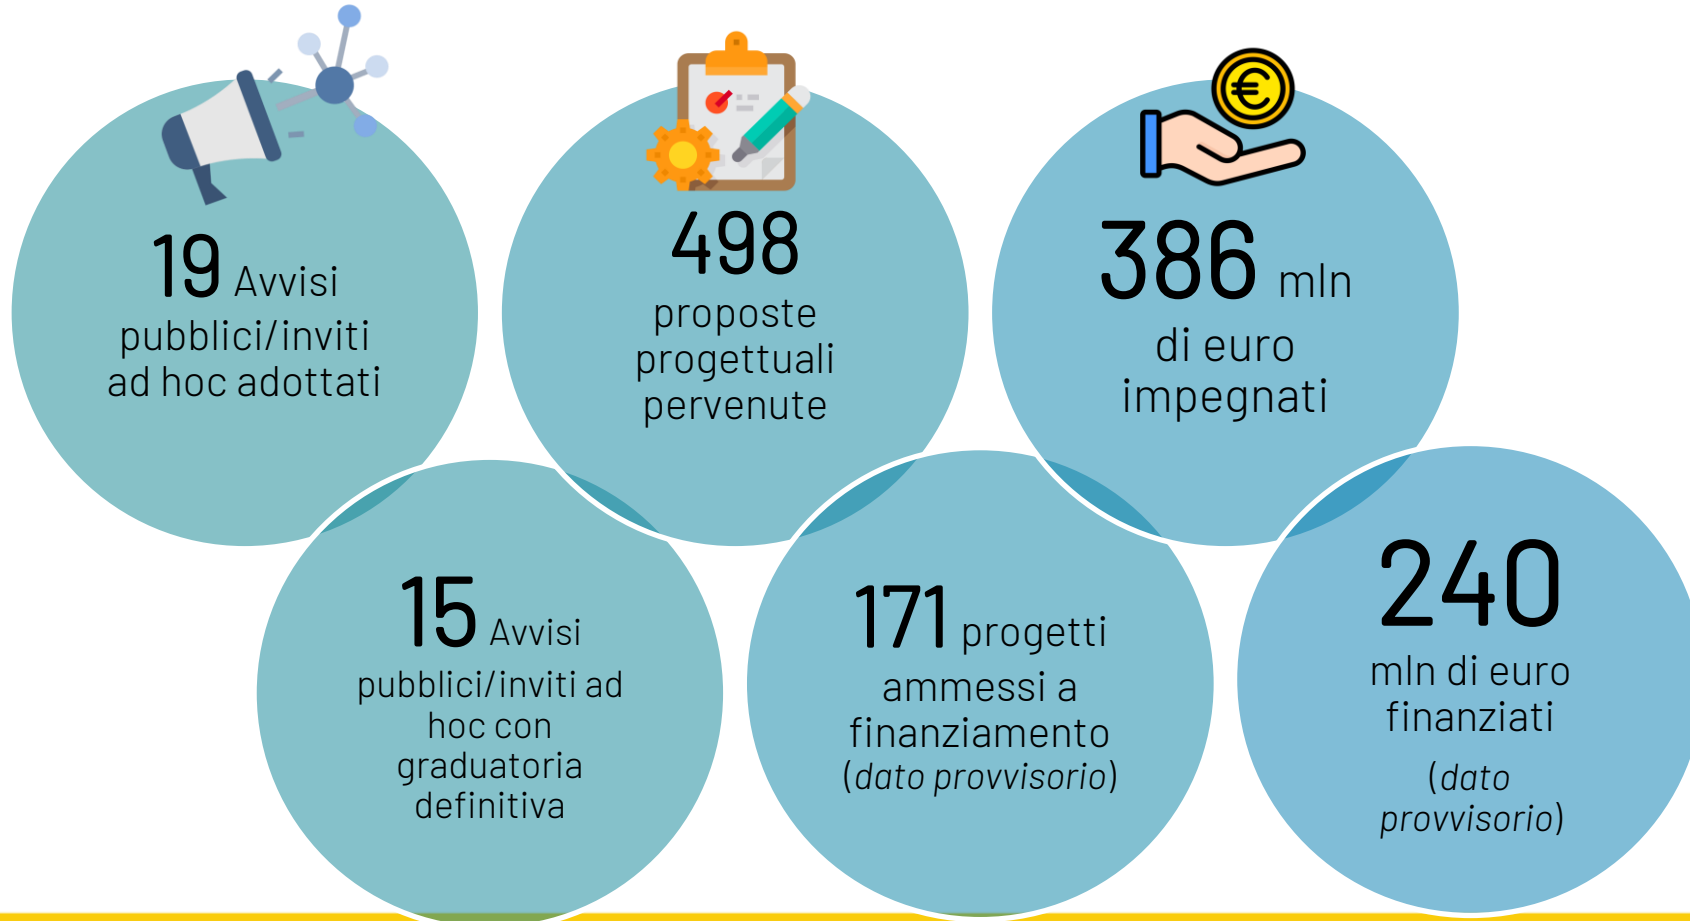 19 Avvisi
pubblici/inviti
ad hoc adottati
498
proposte
progettuali
pervenute
386 mln
di euro
impegnati
15 Avvisi
pubblici/inviti ad
hoc con
graduatoria
definitiva
171 progetti
ammessi a
finanziamento
(dato provvisorio)
240
mln di euro
finanziati
(dato
provvisorio)